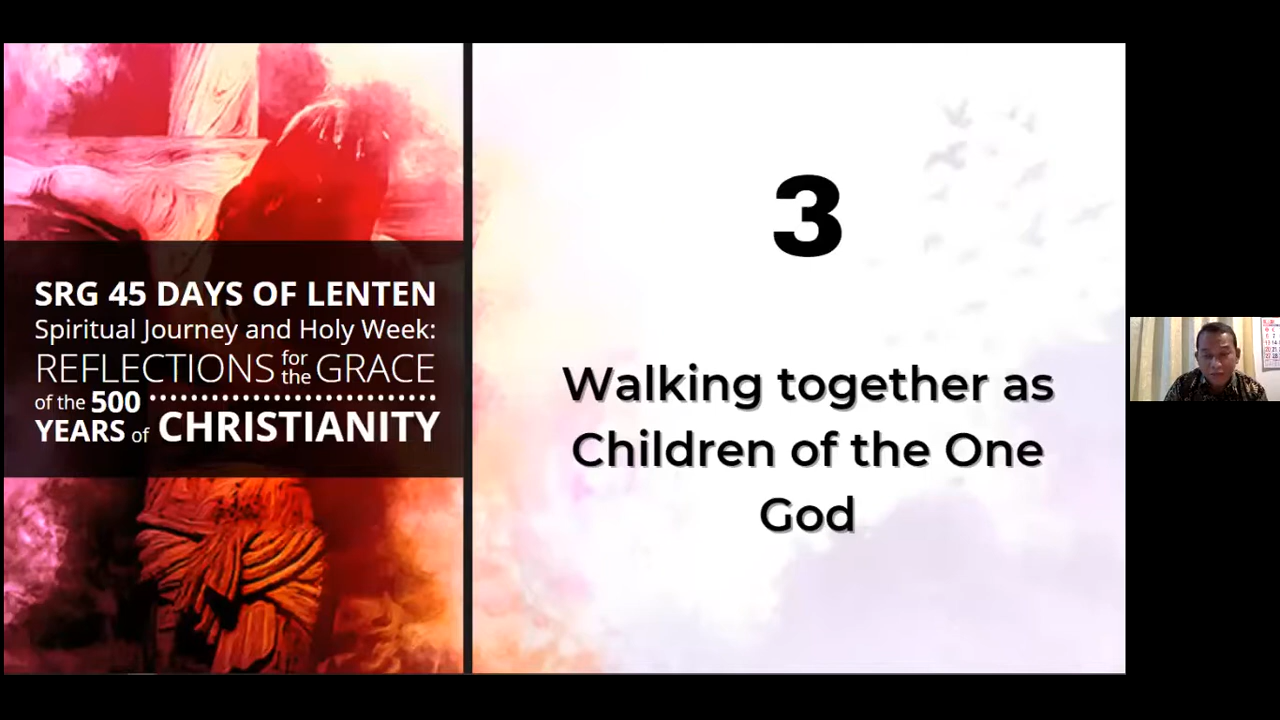 SRG 45 DAYS OF LENTEN
Spiritual Journey and Holy Week:
REFLECTIONS for the GRACE
of the 500
YEARS of CHRISTIANITY
3
Walking together as
Children of the One
God